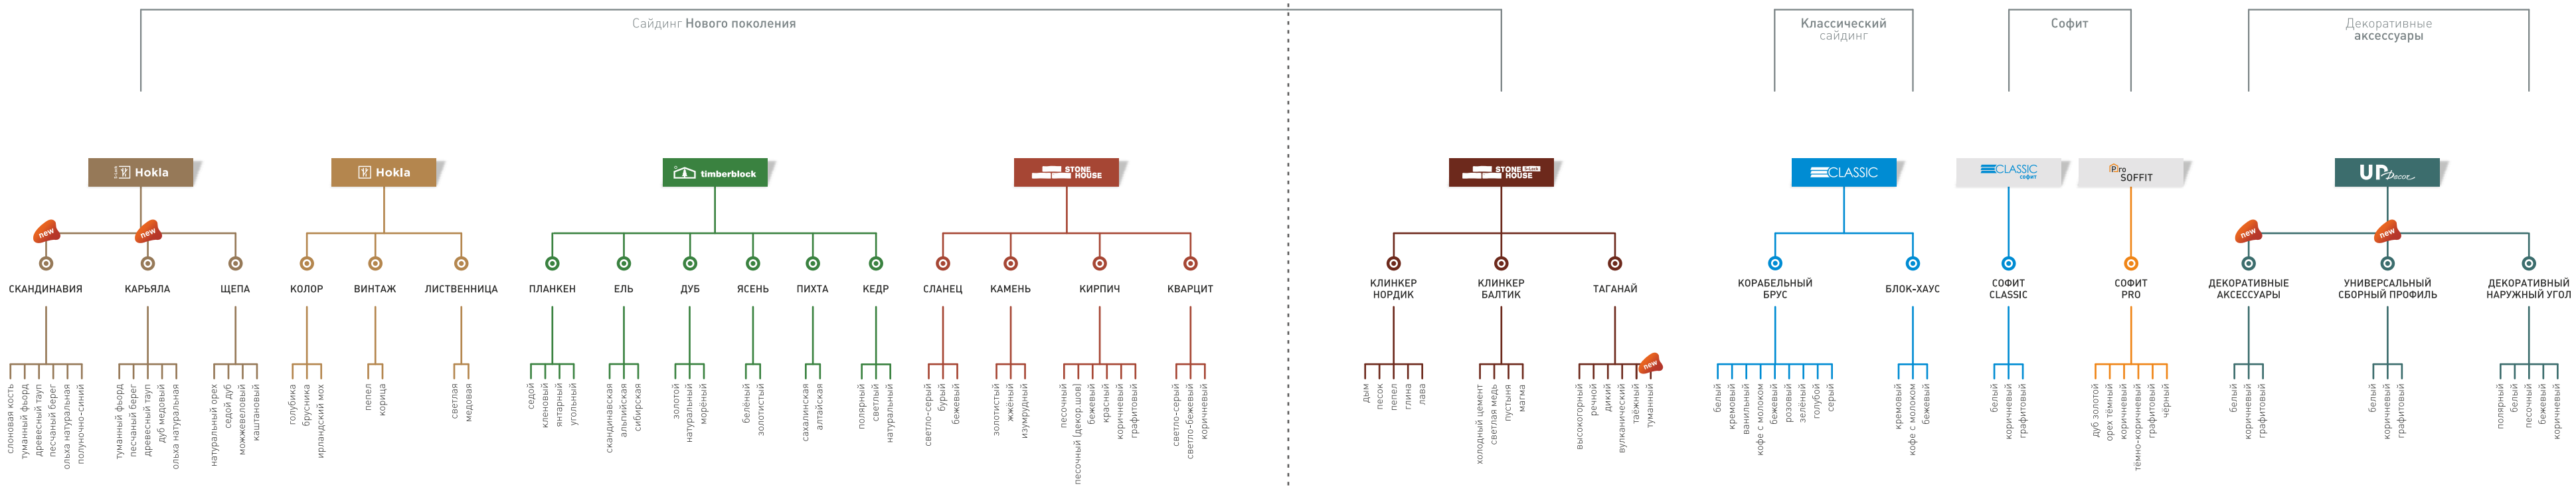 Сайдинг Нового поколения
Классический
сайдинг
Софит
Декоративные
аксессуары
Hokla
Hokla
timberblock
STONE
HOUSE
STONE
HOUSE
CLASSIC
CLASSIC
софит
Pro
SOFFIT
UP Decor
new
new
new
new
СКАНДИНАВИЯ
КАРЬЯЛА
ЩЕПА
КОЛОР
ВИНТАЖ
ЛИСТВЕННИЦА
ПЛАНКЕН
ЕЛЬ
ДУБ
ЯСЕНЬ
ПИХТА
КЕДР
СЛАНЕЦ
КАМЕНЬ
КИРПИЧ
КВАРЦИТ
КЛИНКЕР
НОРДИК
КЛИНКЕР
БАЛТИК
ТАГАНАЙ
КОРАБЕЛЬНЫЙ
БРУС
БЛОК-ХАУС
СОФИТ
CLASSIC
СОФИТ
PRO
ДЕКОРАТИВНЫЕ
АКСЕССУАРЫ
УНИВЕРСАЛЬНЫЙ
СБОРНЫЙ ПРОФИЛЬ
ДЕКОРАТИВНЫЙ
НАРУЖНЫЙ УГОЛ
new
слоновая кость
туманный фьорд
древесный тауп
песчаный берег
ольха натуральная
полуночно-синий
туманный фьорд
песчаный берег
древесный тауп
дуб медовый
ольха натуральная
натуральный орех
седой дуб
можжевеловый
каштановый
голубика
брусника
ирландский мох
пепел
корица
светлая
медовая
седой
кленовый
янтарный
угольный
скандинавская
альпийская
сибирская
золотой
натуральный
морёный
белёный
золотистый
сахалинская
алтайская
полярный
светлый
натуральный
светло-серый
бурый
бежевый
золотистый
жжёный
изумрудный
песочный
песочный (декор.шов)
бежевый
красный
коричневый
графитовый
светло-серый
светло-бежевый
коричневый
дым
песок
пепел
глина
лава
холодный цемент
светлая медь
пустыня
магма
высокогорный
речной
дикий
вулканический
таёжный
туманный
белый
кремовый
ванильный
кофе с молоком
бежевый
розовый
зелёный
голубой
серый
кремовый
кофе с молоком
бежевый
белый
коричневый
графитовый
дуб золотой
орех тёмный
коричневый
тёмно-коричневый
графитовый
чёрный
белый
коричневый
графитовый
белый
коричневый
графитовый
полярный
белый
песочный
бежевый
коричневый